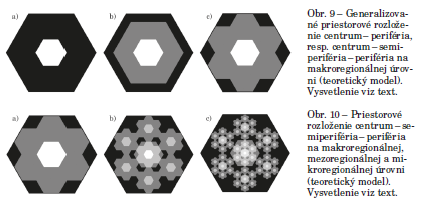 a)
b)
c)
Obr. 9 – Generalizova-
né priestorové rozlože-
nie centrum – periféria,
resp. centrum – semi-
periféria – periféria na
makroregionálnej úrov-
ni (teoretický model).
Vysvetlenie viz text.
a)
b)
c)
Obr. 10 – Priestorové
rozloženie centrum – se-
miperiféria – periféria
na makroregionálnej,
mezoregionálnej a mi-
kroregionálnej úrovni
(teoretický model).
Vysvetlenie viz text.